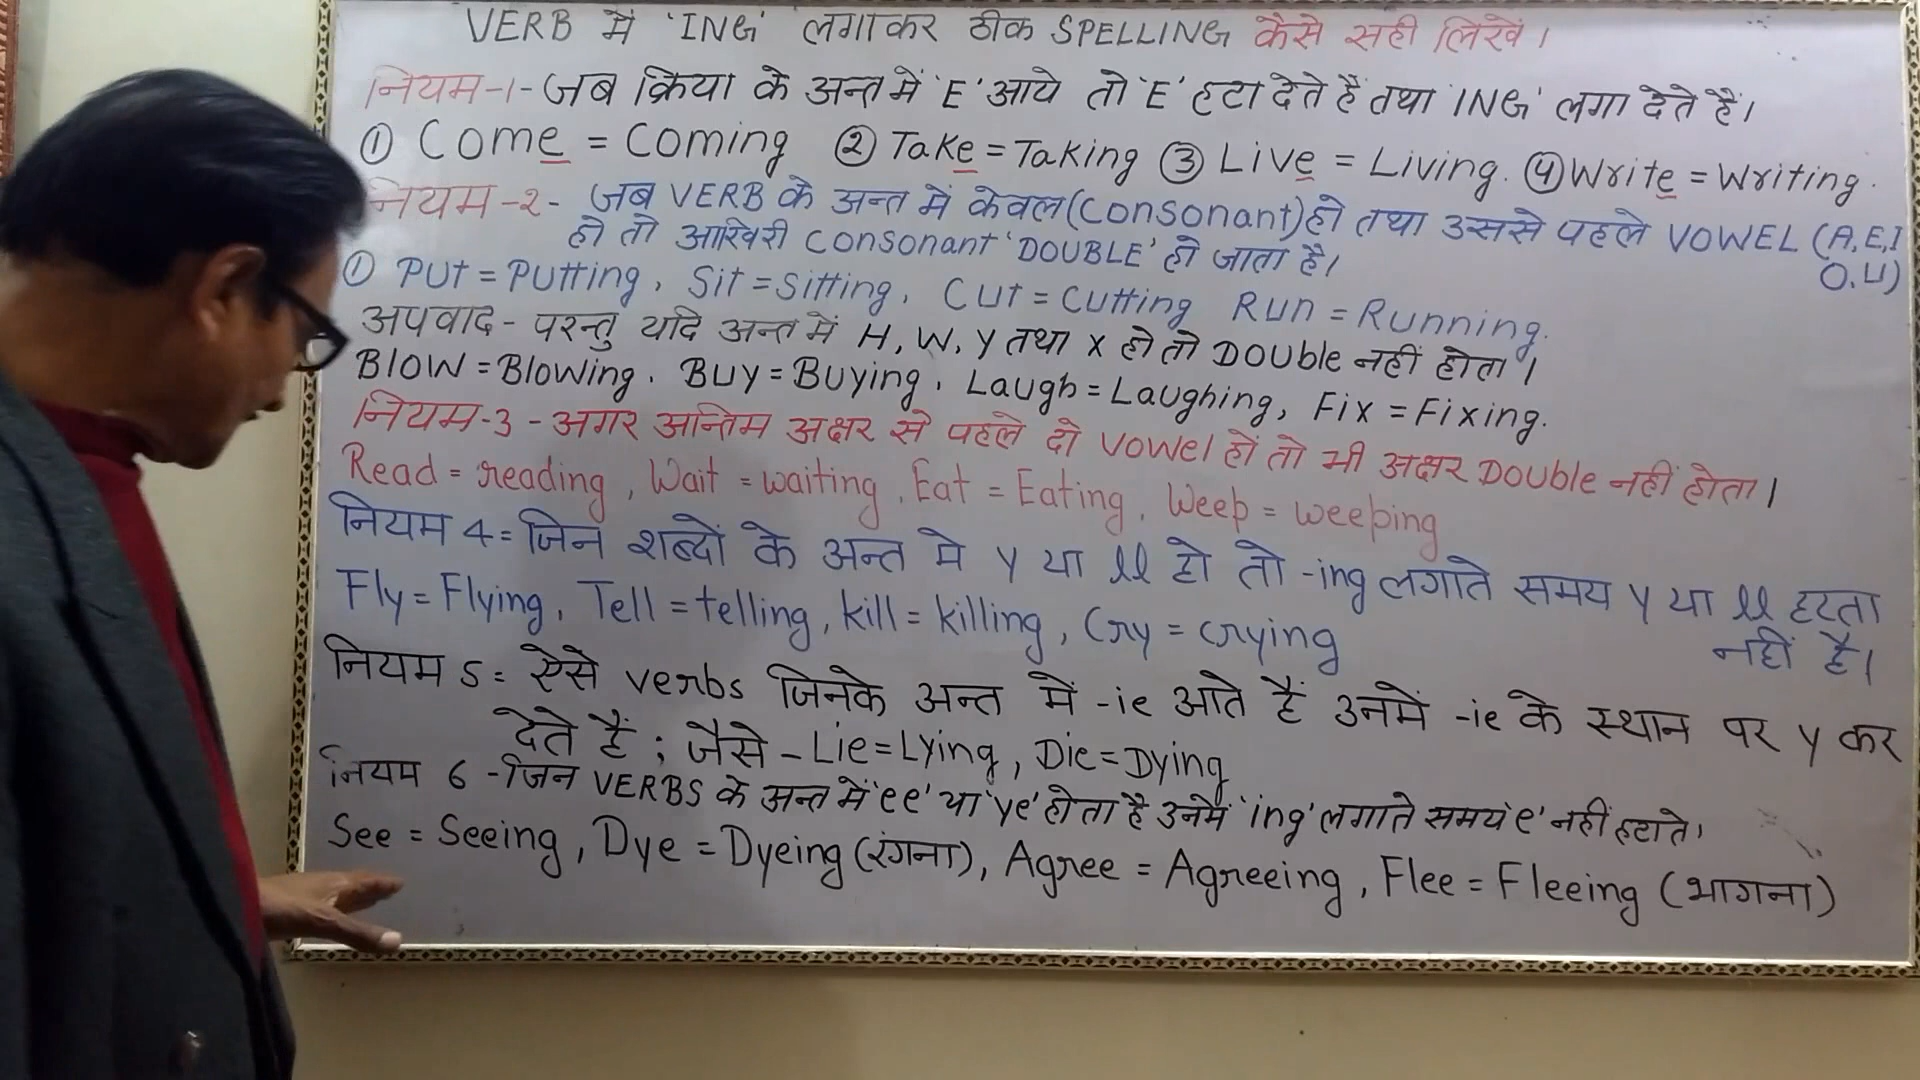 VERB में 'ING' लगाकर ठीक SPELLING कैसे सही लिखें।
नियम-1- जब क्रिया के अन्त में 'E' आये तो 'E' हटा देते हैं तथा 'ING' लगा देते हैं।
① Come = Coming ② Take = Taking ③ Live = Living. ④ Write = Writing.
नियम-2- जब VERB के अन्त में केवल (Consonant) हो तथा उससे पहले VOWEL (A,E,I
O.U)
हो तो आखिरी Consonant 'DOUBLE' हो जाता है।
① Put = Putting, Sit = Sitting, Cut = Cutting Run = Running.
अपवाद - परन्तु यदि अन्त में H, W, Y तथा X हो तो Double नहीं होता।
Blow = Blowing. Buy = Buying, Laugh = Laughing, Fix = Fixing.
नियम-3 - अगर अन्तिम अक्षर से पहले दो Vowel हों तो भी अक्षर Double नहीं होता।
Read = reading, Wait = waiting, Eat = Eating, Weep = weeping
नियम 4 = जिन शब्दों के अन्त मे y या ll हो तो -ing लगाते समय y या ll हटता
नहीं है।
Fly = Flying, Tell = telling, kill = killing, Cry = crying
नियम 5 = ऐसे verbs जिनके अन्त में -ie आते हैं उनमें -ie के स्थान पर y कर
देते हैं ; जैसे - Lie = Lying, Die = Dying
नियम 6 - जिन VERBS के अन्त में 'ee' या 'ye' होता है उनमें 'ing' लगाते समय 'e' नहीं हटाते।
See = Seeing, Dye = Dyeing (रंगना), Agree = Agreeing, Flee = Fleeing (भागना)